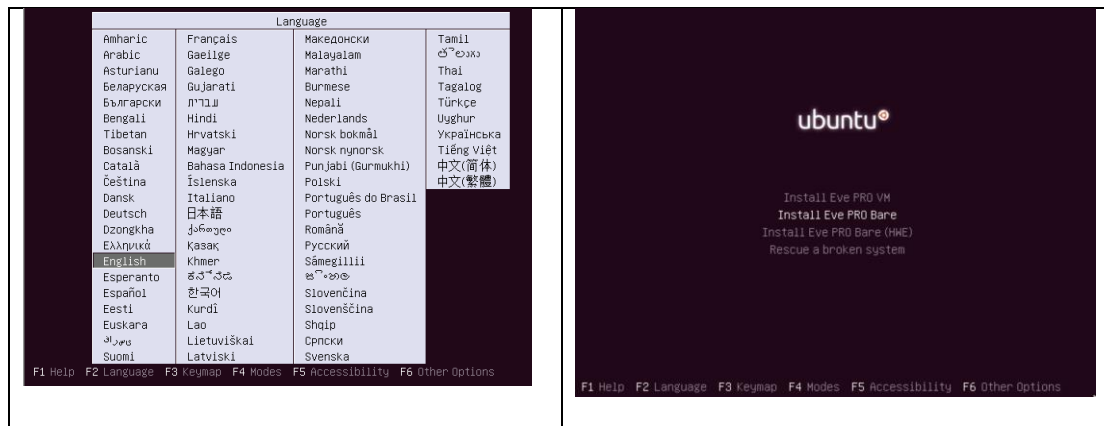 Language
Amharic
Arabic
Asturianu
Беларуская
Български
Bengali
Tibetan
Bosanski
Català
Čeština
Dansk
Deutsch
Dzongkha
Ελληνικά
English
Esperanto
Español
Eesti
Euskara
Suomi
Français
Gaeilge
Galego
Gujarati
עברית
Hindi
Hrvatski
Magyar
Bahasa Indonesia
Íslenska
Italiano
日本語
ქართული
Қазақ
Khmer
ಕನ್ನಡ
한국어
Kurdî
Lao
Lietuviškai
Latviski
Македонски
Malayalam
Marathi
Burmese
Nepali
Nederlands
Norsk bokmål
Norsk nynorsk
Punjabi (Gurmukhi)
Polski
Português do Brasil
Português
Română
Русский
Sámegillii
Slovenčina
Slovenščina
Shqip
Српски
Svenska
Tamil
తెలుగు
Thai
Tagalog
Türkçe
Uyghur
Українська
Tiếng Việt
中文(简体)
中文(繁體)
F1 Help F2 Language F3 Keymap F4 Modes F5 Accessibility F6 Other Options
ubuntu
Install Eve PRO VM
Install Eve PRO Bare
Install Eve PRO Bare (HWE)
Rescue a broken system
F1 Help F2 Language F3 Keymap F4 Modes F5 Accessibility F6 Other Options